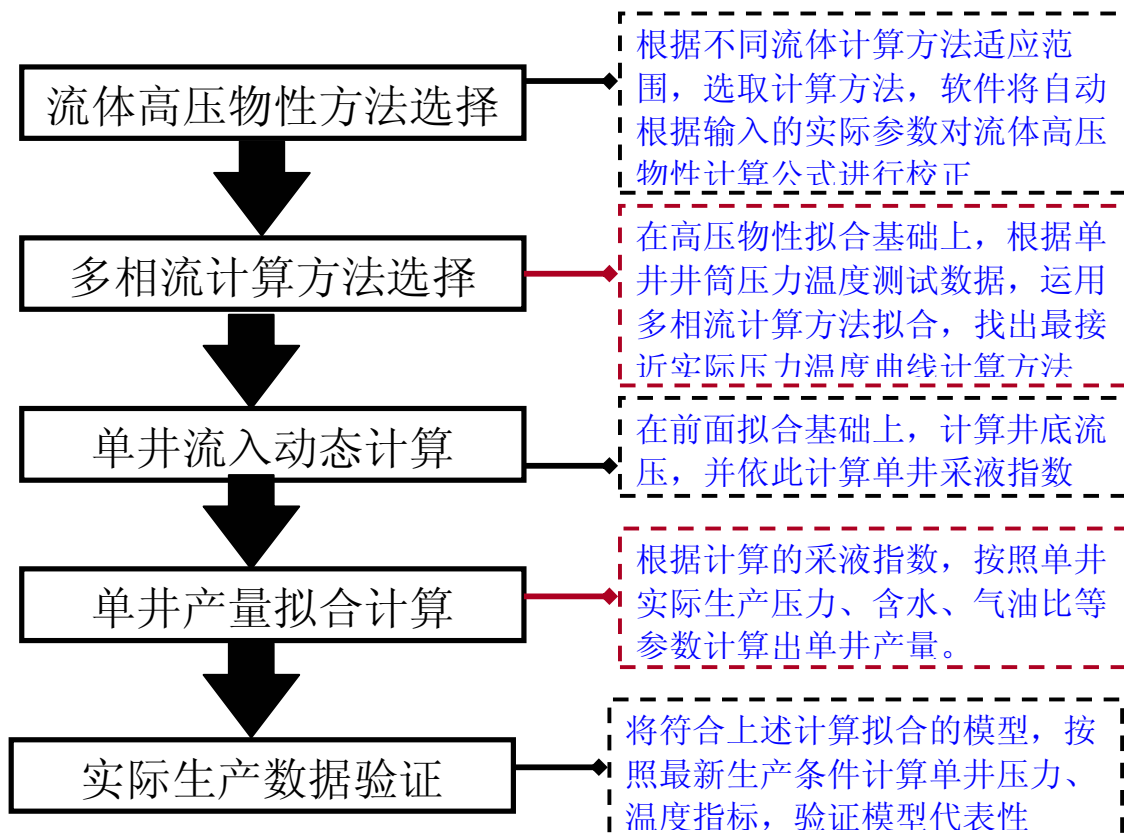 流体高压物性方法选择
根据不同流体计算方法适应范
围，选取计算方法，软件将自动
根据输入的实际参数对流体高压
物性计算公式进行校正
多相流计算方法选择
在高压物性拟合基础上，根据单
井井筒压力温度测试数据，运用
多相流计算方法拟合，找出最接
近实际压力温度曲线计算方法
单井流入动态计算
在前面拟合基础上，计算井底流
压，并依此计算单井采液指数
单井产量拟合计算
根据计算的采液指数，按照单井
实际生产压力、含水、气油比等
参数计算出单井产量。
实际生产数据验证
将符合上述计算拟合的模型，按
照最新生产条件计算单井压力、
温度指标，验证模型代表性